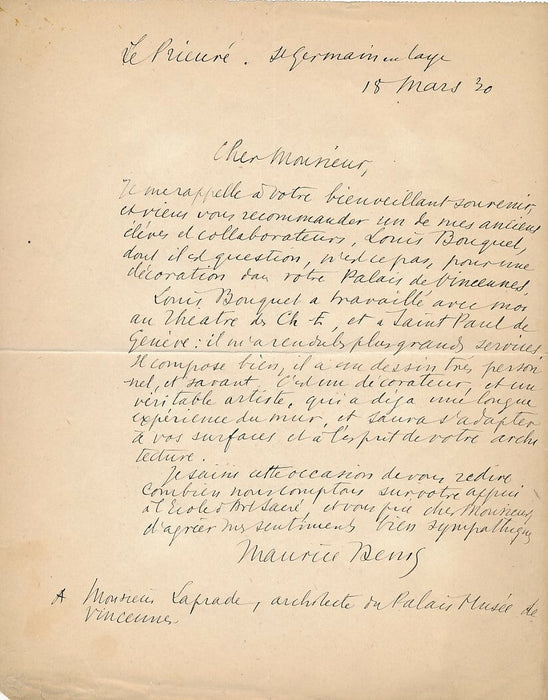 Le Prieuré. St Germain en Laye
18 Mars 30
Cher Monsieur,
Je me rappelle à votre bienveillant souvenir,
et viens vous recommander un de mes anciens
élèves et collaborateurs, Louis Bouquet,
dont il est question, n'est ce pas, pour une
décoration dans votre Palais de Vincennes.
Louis Bouquet a travaillé avec moi
au Theatre des Ch-E, et à Saint Paul de
Genève : il m'a rendu les plus grands services.
Il compose bien, il a un dessin très person
nel, et savant. C'est un décorateur, et un
véritable artiste, qui a déja une longue
expérience du mur, et saura s'adapter
à vos surfaces et à l'esprit de votre archi
tecture.
Je saisis cette occasion de vous redire
combien nous comptons sur votre appui
à l'Ecole d'Art Sacré, et vous prie cher Monsieur,
d'agréer mes sentiments bien sympathiques
Maurice Denis
A Monsieur Laprade, architecte du Palais Musée de
Vincennes